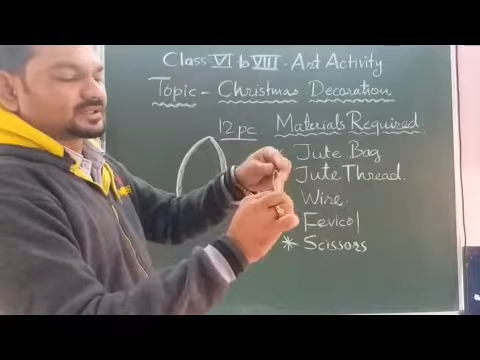 Class VI to VIII. Art Activity
Topic - Christmas Decoration
12 pc Materials Required
Jute Bag
Jute Thread.
Wire.
Fevicol
* Scissors